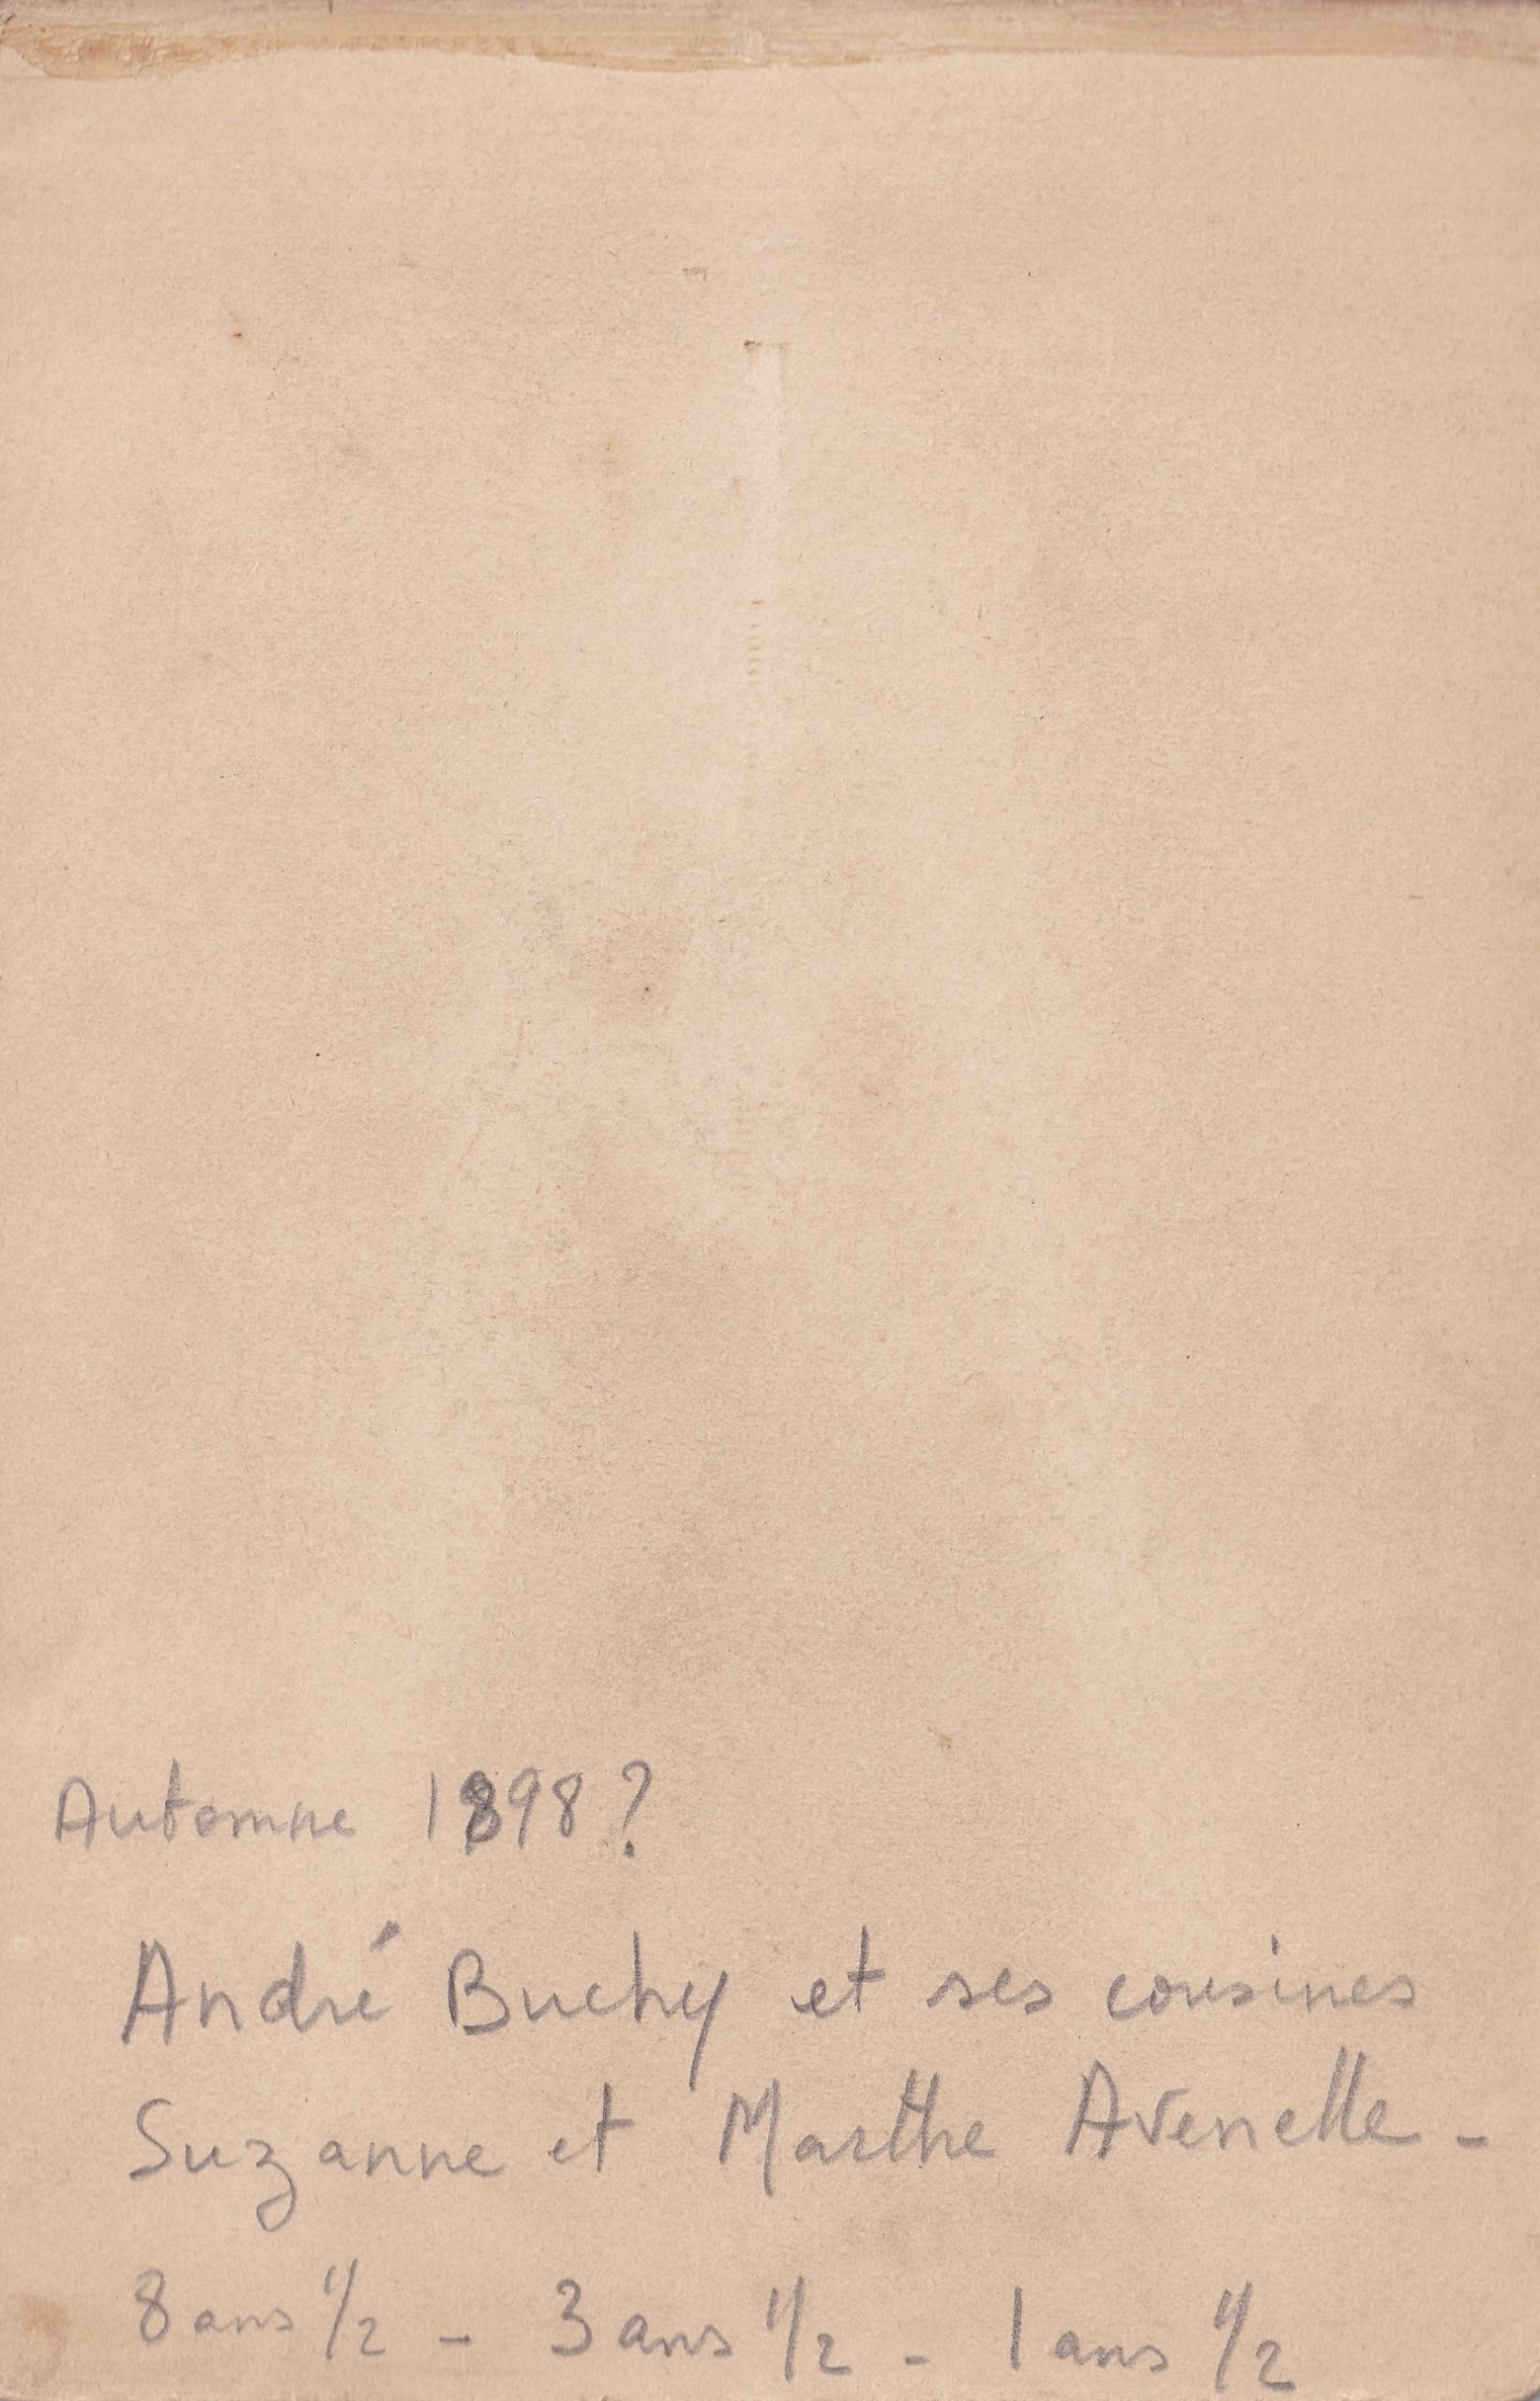 Automne 1898?
André Buchy et ses cousines
Suzanne et Marthe Avenelle -
8 ans 1/2 - 3 ans 1/2 - 1 ans 1/2